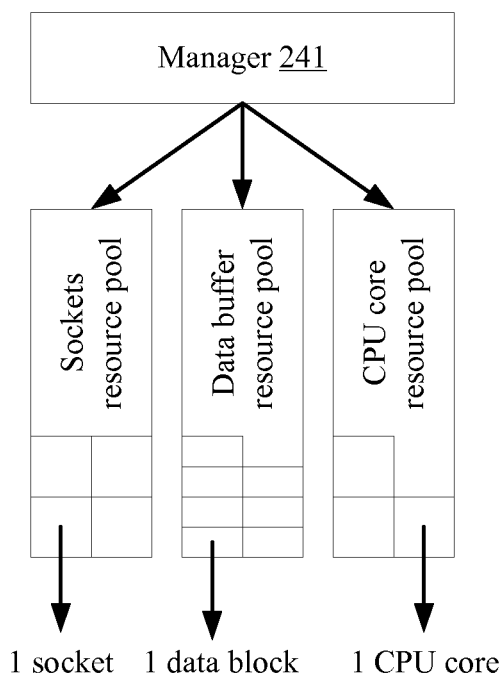 Manager 241
Sockets
resource pool
Data buffer
resource pool
CPU core
resource pool
1 socket
1 data block
1 CPU core